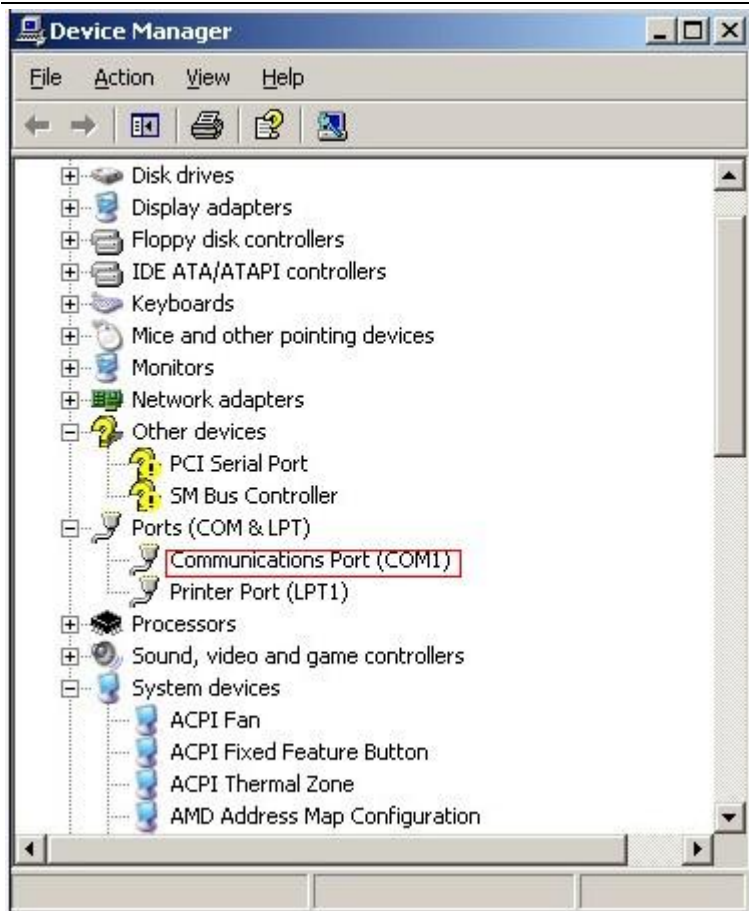 Device Manager
File Action View Help
Disk drives
Display adapters
Floppy disk controllers
IDE ATA/ATAPI controllers
Keyboards
Mice and other pointing devices
Monitors
Network adapters
Other devices
PCI Serial Port
SM Bus Controller
Ports (COM & LPT)
Communications Port (COM1)
Printer Port (LPT1)
Processors
Sound, video and game controllers
System devices
ACPI Fan
ACPI Fixed Feature Button
ACPI Thermal Zone
AMD Address Map Configuration